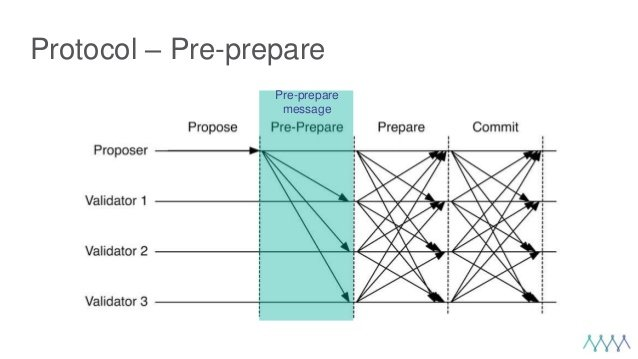 Protocol – Pre-prepare
Pre-prepare
message
Propose
Pre-Prepare
Prepare
Commit
Proposer
Validator 1
Validator 2
Validator 3